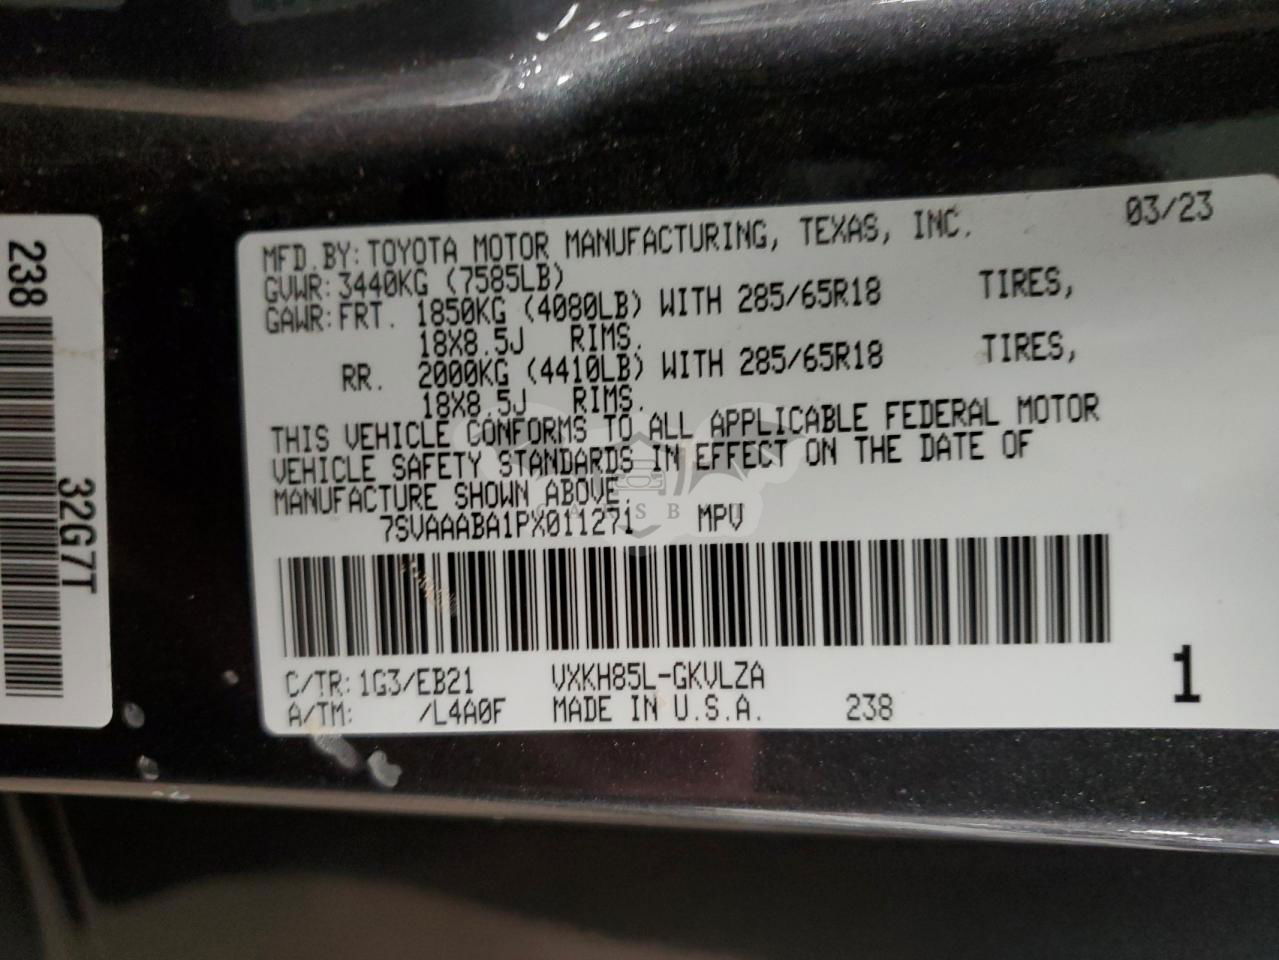 238
32G7T
MFD.BY:TOYOTA MOTOR MANUFACTURING, TEXAS, INC. 03/23
GVWR:3440KG (7585LB)
GAWR:FRT. 1850KG (4080LB) WITH 285/65R18 TIRES,
18X8.5J RIMS.
RR. 2000KG (4410LB) WITH 285/65R18 TIRES,
18X8.5J RIMS.
THIS VEHICLE CONFORMS TO ALL APPLICABLE FEDERAL MOTOR
VEHICLE SAFETY STANDARDS IN EFFECT ON THE DATE OF
MANUFACTURE SHOWN ABOVE.
7SVAAABA1PX011271 MPV
C/TR:1G3/EB21 VXKH85L-GKVLZA
A/TM: /L4A0F MADE IN U.S.A. 238
1